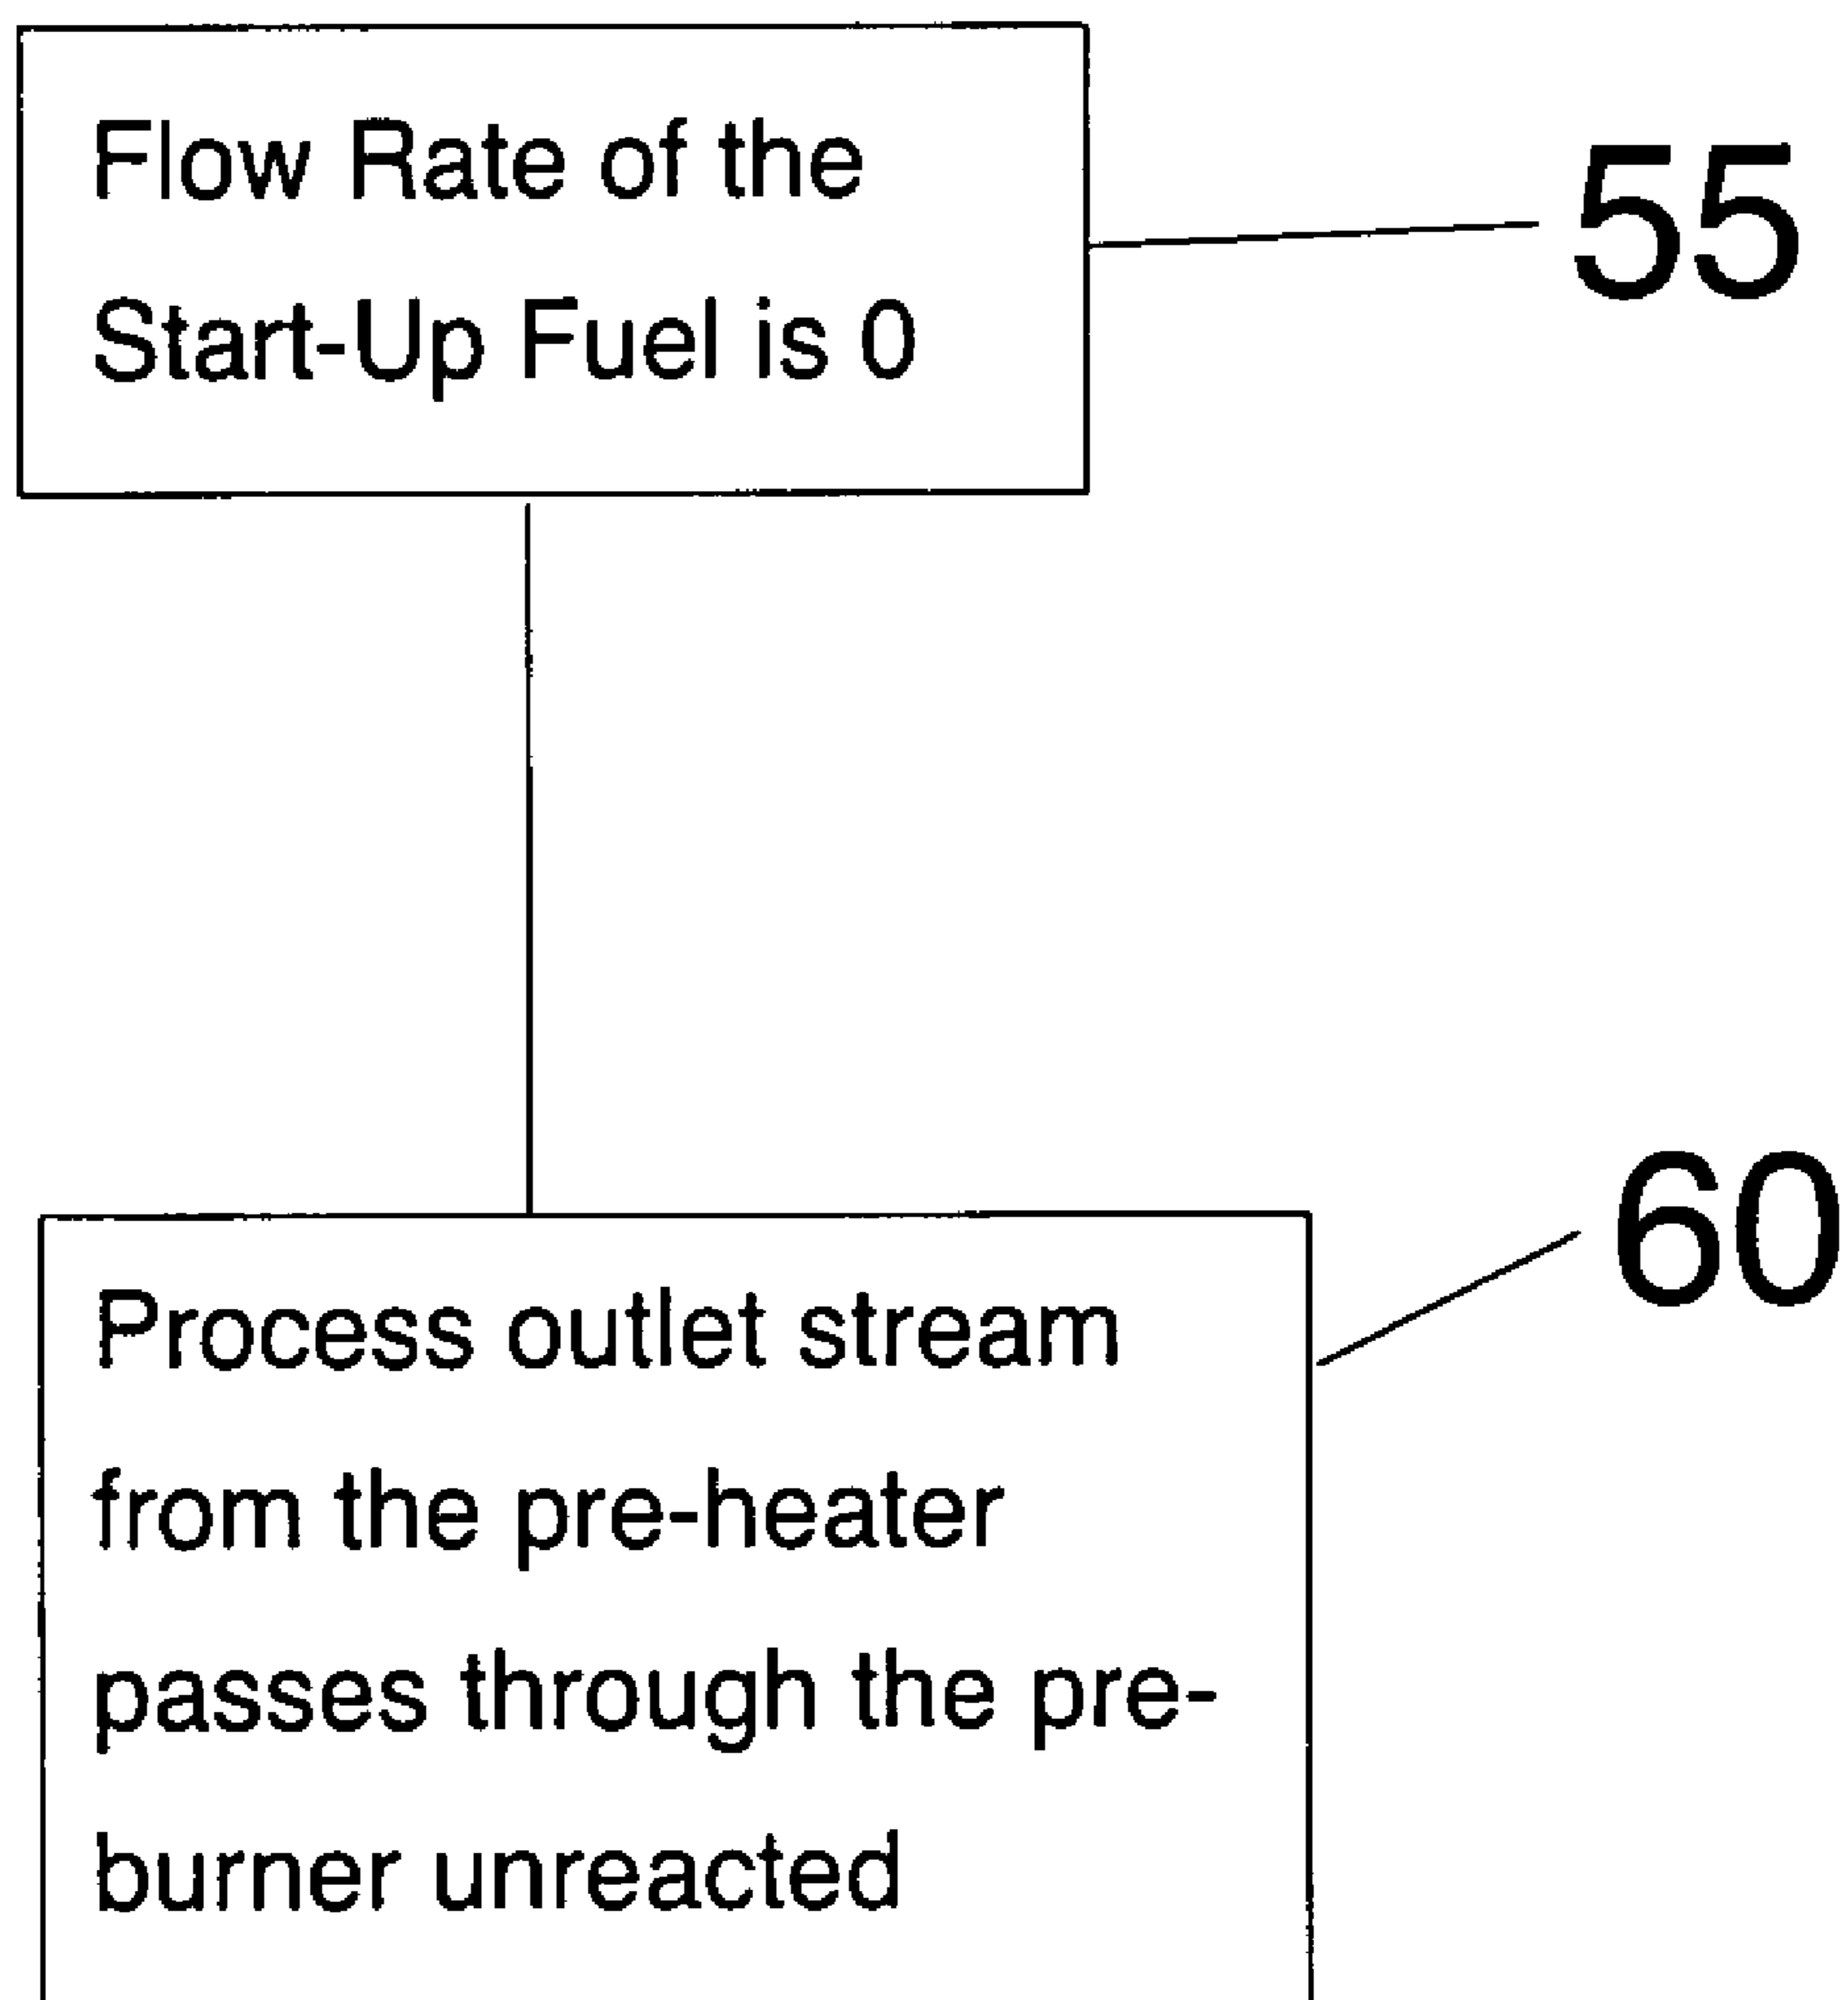 Flow Rate of the
Start-Up Fuel is 0
55
60
Process outlet stream
from the pre-heater
passes through the pre-
burner unreacted